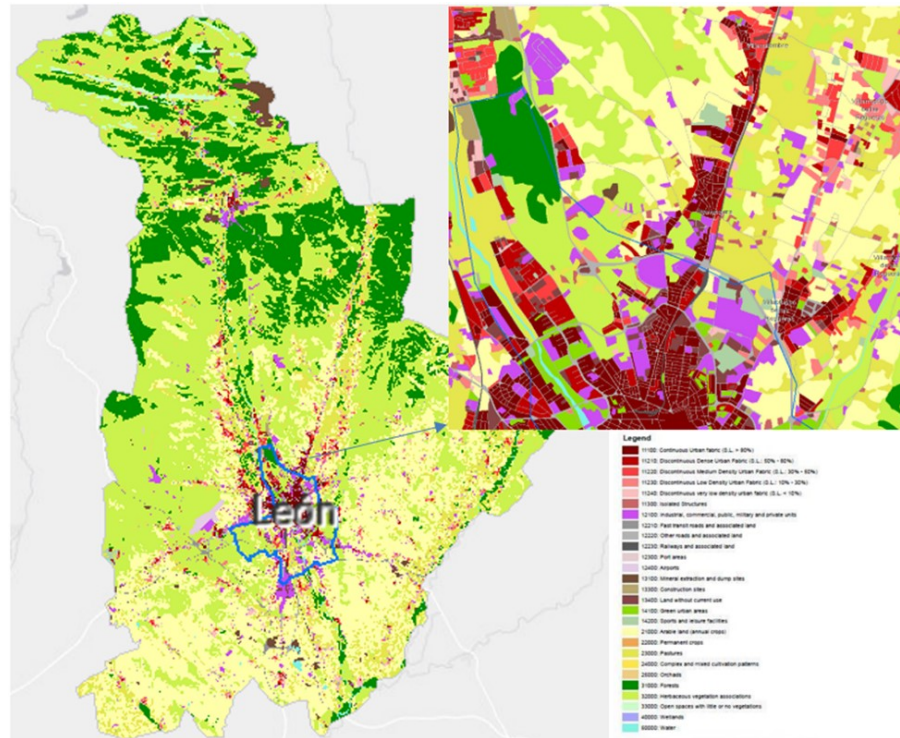 León
Legend
11100: Continuous Urban fabric (S.L. > 80%)
11210: Discontinuous Dense Urban Fabric (S.L.: 50% - 80%)
11220: Discontinuous Medium Density Urban Fabric (S.L.: 30% - 50%)
11230: Discontinuous Low Density Urban Fabric (S.L.: 10% - 30%)
11240: Discontinuous very low density urban fabric (S.L. < 10%)
11300: Isolated Structures
12100: Industrial, commercial, public, military and private units
12210: Fast transit roads and associated land
12220: Other roads and associated land
12230: Railways and associated land
12300: Port areas
12400: Airports
13100: Mineral extraction and dump sites
13300: Construction sites
13400: Land without current use
14100: Green urban areas
14200: Sports and leisure facilities
21000: Arable land (annual crops)
22000: Permanent crops
23000: Pastures
24000: Complex and mixed cultivation patterns
25000: Orchards
31000: Forests
32000: Herbaceous vegetation associations
33000: Open spaces with little or no vegetations
40000: Wetlands
50000: Water